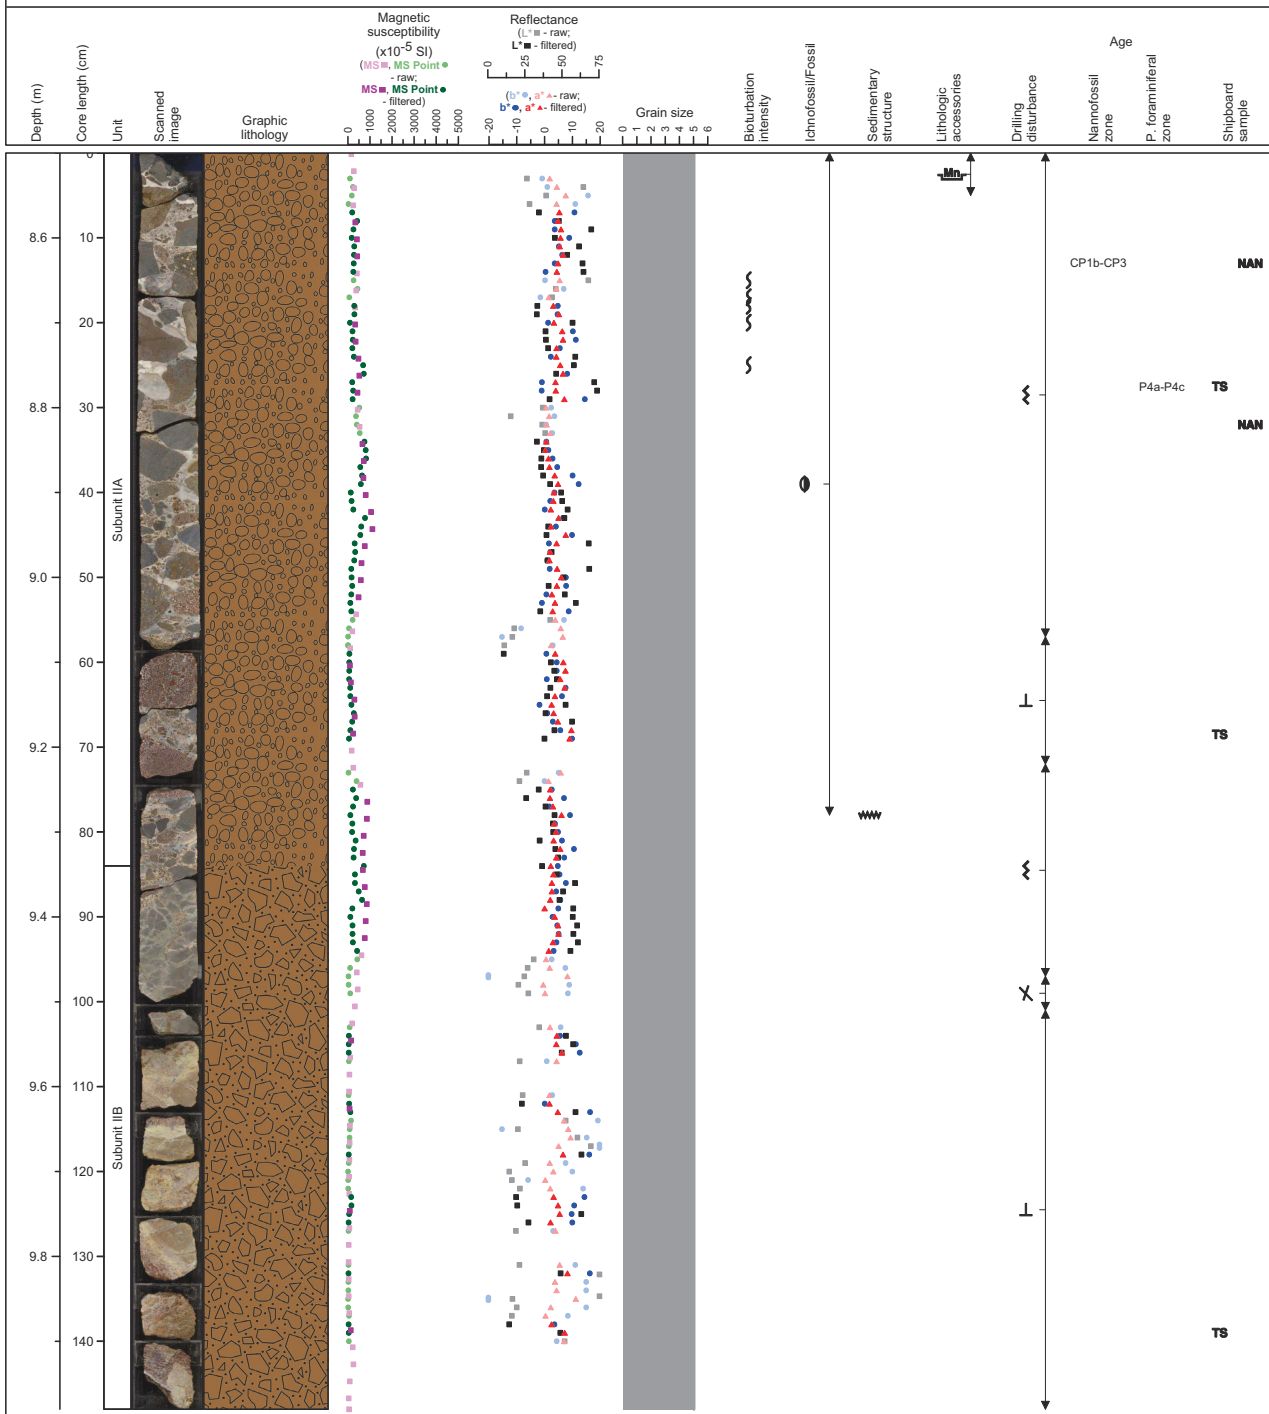 Magnetic
susceptibility
(x10-5 SI)
(MS■, MS Point●
- raw;
MS■, MS Point●
- filtered)
Reflectance
(L*■ - raw;
L*■ - filtered)
0 25 50 75
(b*●, a*▲- raw;
b*●, a*▲- filtered)
Age
Depth (m)
Core length (cm)
Unit
Scanned
image
Graphic
lithology
0 1000 2000 3000 4000 5000
-20 -10 0 10 20
Grain size
0 1 2 3 4 5 6
Bioturbation
intensity
Ichnofossil/Fossil
Sedimentary
structure
Lithologic
accessories
Drilling
disturbance
Nannofossil
zone
P. foraminiferal
zone
Shipboard
sample
0
Mn
8.6 10
CP1b-CP3 NAN
20
P4a-P4c TS
8.8 30
NAN
40
Subunit IIA
9.0 50
60
9.2 70
TS
80
9.4 90
100
9.6 110
Subunit IIB
120
9.8 130
140
TS